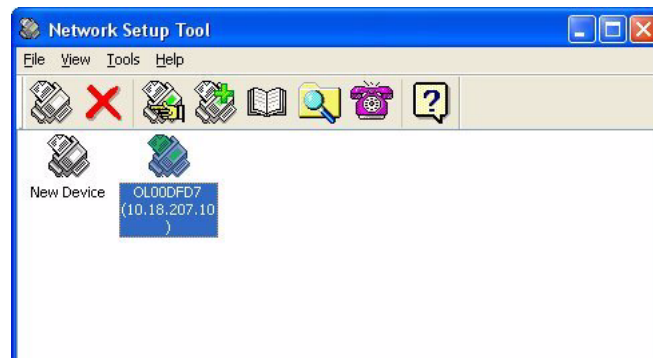 Network Setup Tool
File View Tools Help
?
New Device
OL00DFD7
(10.18.207.10
)